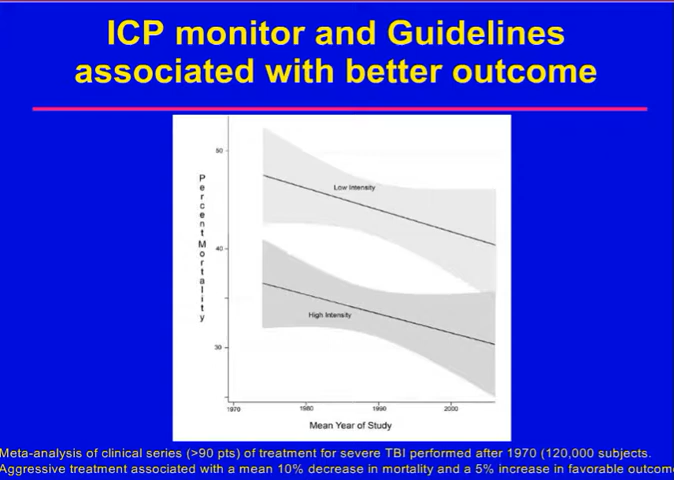 ICP monitor and Guidelines
associated with better outcome
Percent Mortality
50
40
30
Low Intensity
High Intensity
1970 1980 1990 2000
Mean Year of Study
Meta-analysis of clinical series (>90 pts) of treatment for severe TBI performed after 1970 (120,000 subjects.
Aggressive treatment associated with a mean 10% decrease in mortality and a 5% increase in favorable outcome